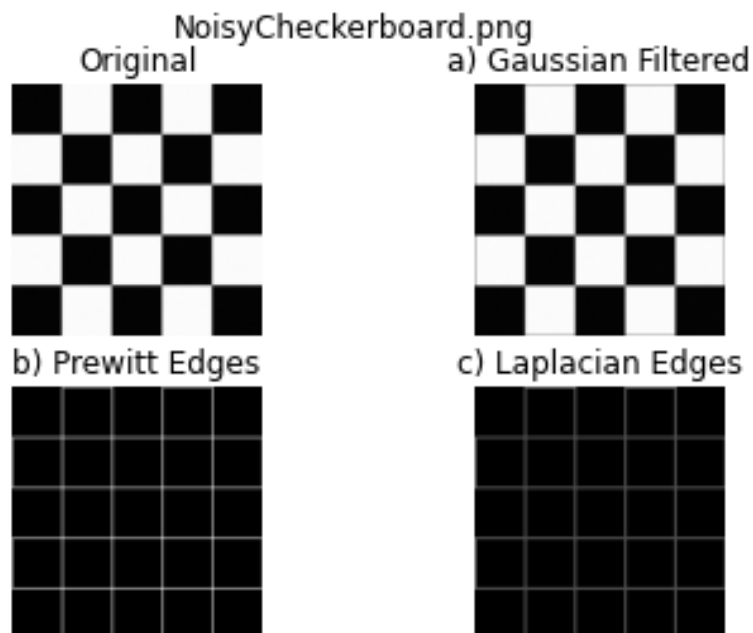 NoisyCheckerboard.png
Original
a) Gaussian Filtered
b) Prewitt Edges
c) Laplacian Edges